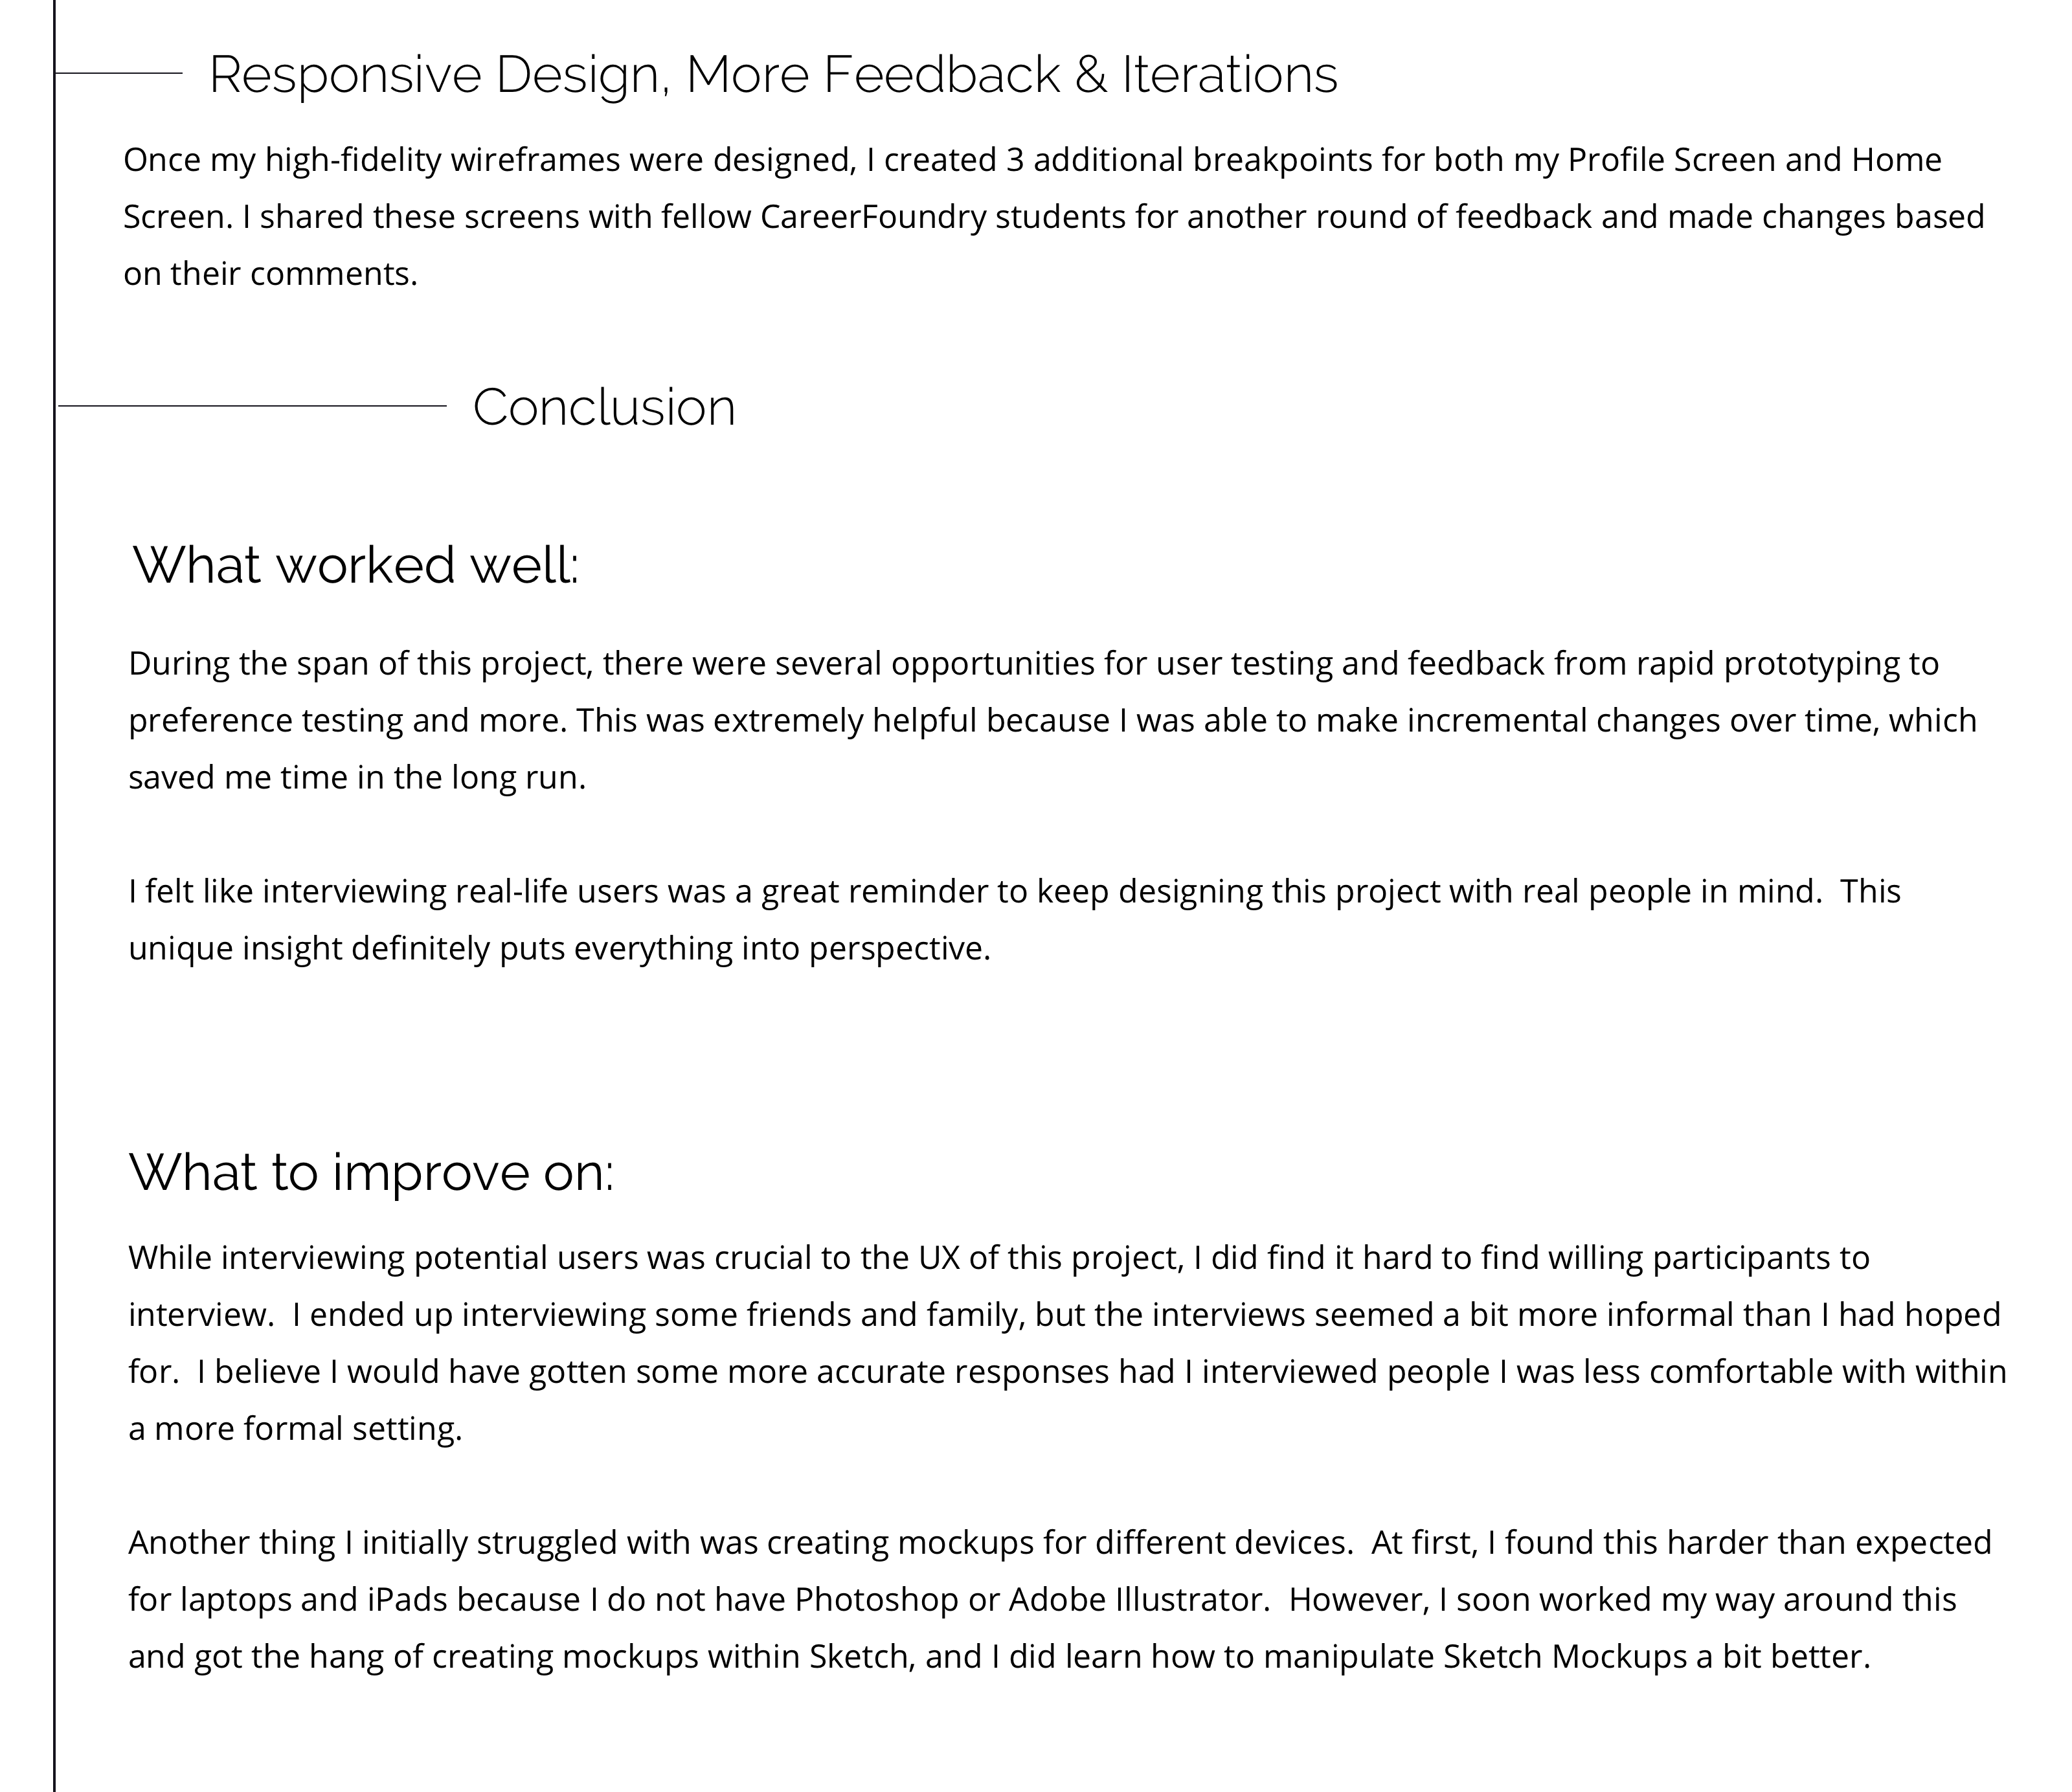 Responsive Design, More Feedback & Iterations
Once my high-fidelity wireframes were designed, I created 3 additional breakpoints for both my Profile Screen and Home
Screen. I shared these screens with fellow CareerFoundry students for another round of feedback and made changes based
on their comments.
Conclusion
What worked well:
During the span of this project, there were several opportunities for user testing and feedback from rapid prototyping to
preference testing and more. This was extremely helpful because I was able to make incremental changes over time, which
saved me time in the long run.
I felt like interviewing real-life users was a great reminder to keep designing this project with real people in mind.  This
unique insight definitely puts everything into perspective.
What to improve on:
While interviewing potential users was crucial to the UX of this project, I did find it hard to find willing participants to
interview.  I ended up interviewing some friends and family, but the interviews seemed a bit more informal than I had hoped
for.  I believe I would have gotten some more accurate responses had I interviewed people I was less comfortable with within
a more formal setting.
Another thing I initially struggled with was creating mockups for different devices.  At first, I found this harder than expected
for laptops and iPads because I do not have Photoshop or Adobe Illustrator.  However, I soon worked my way around this
and got the hang of creating mockups within Sketch, and I did learn how to manipulate Sketch Mockups a bit better.